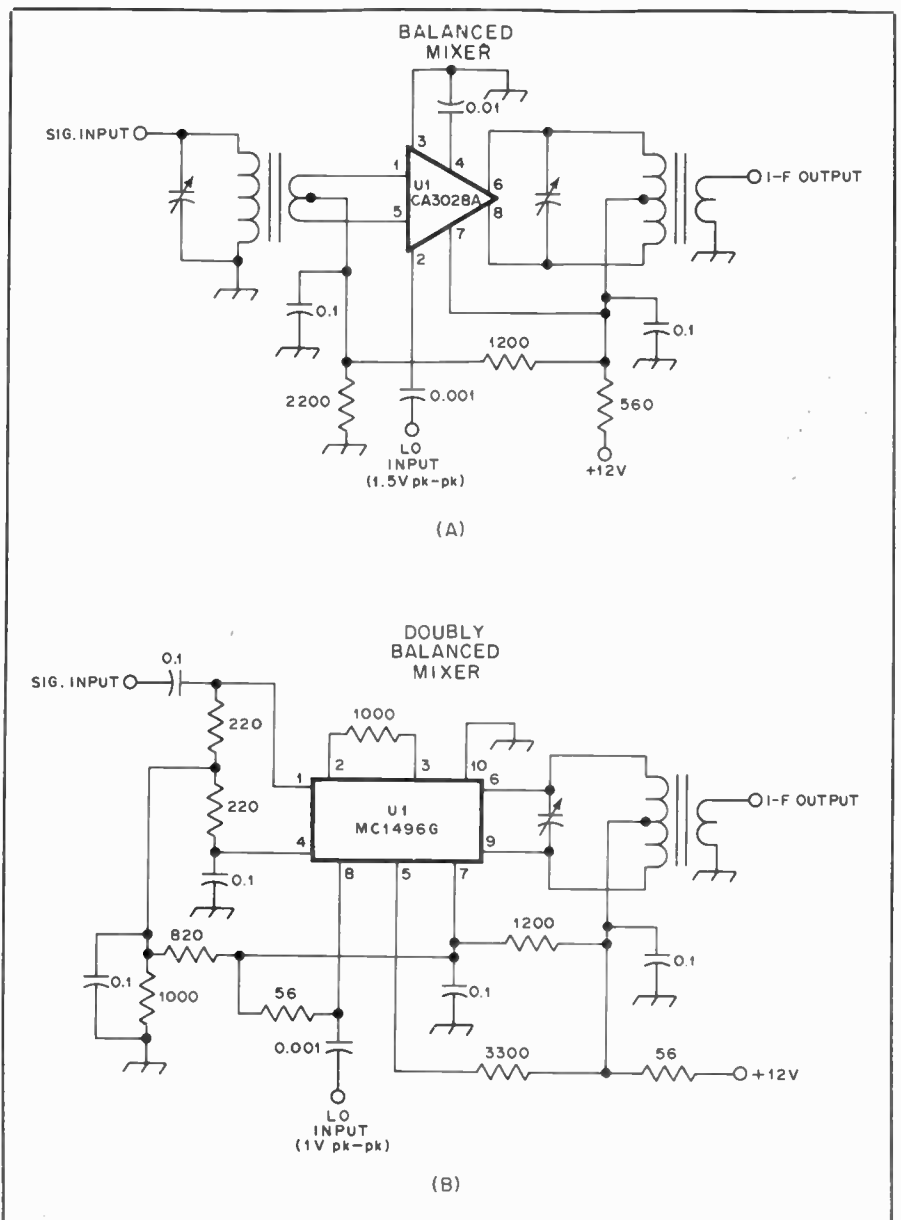 BALANCED
MIXER
0.01
SIG. INPUT
3
4
1
U1
CA3028A
6
8
I-F OUTPUT
5
7
2
0.1
0.1
1200
2200
0.001
560
LO
INPUT
(1.5V pk-pk)
+12V
(A)
DOUBLY
BALANCED
MIXER
0.1
SIG. INPUT
220
1000
2
3
10
1
6
I-F OUTPUT
U1
MC1496G
220
4
9
0.1
8
5
7
1200
820
0.1
0.1
0.1
1000
56
0.001
3300
56
+12V
LO
INPUT
(1V pk-pk)
(B)